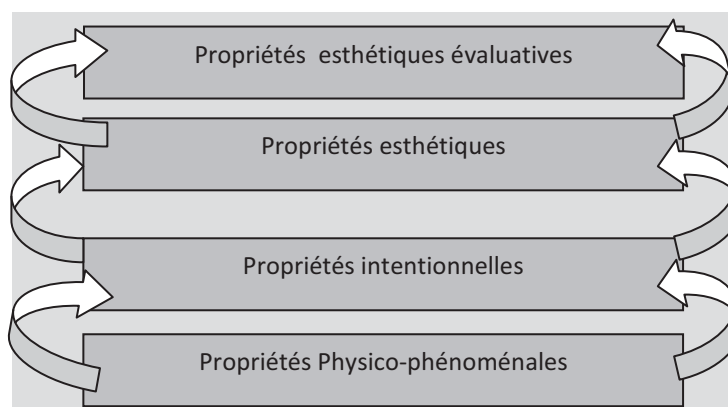 Propriétés esthétiques évaluatives
Propriétés esthétiques
Propriétés intentionnelles
Propriétés Physico-phénoménales